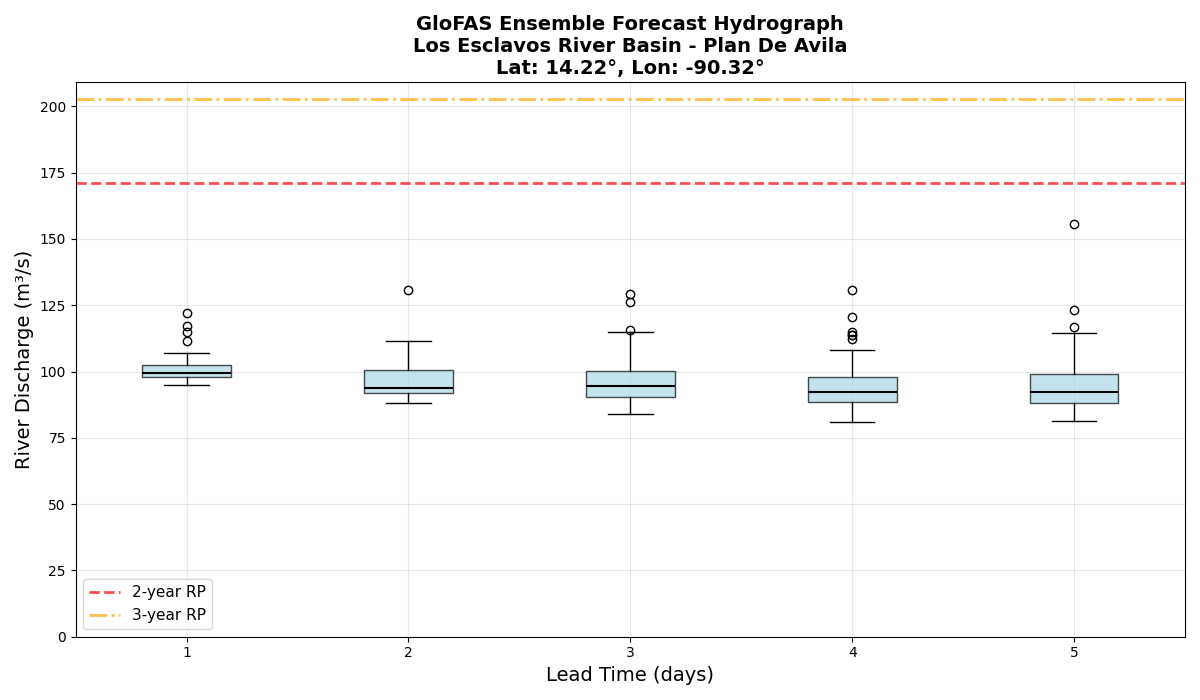 GloFAS Ensemble Forecast Hydrograph
Los Esclavos River Basin - Plan De Avila
Lat: 14.22°, Lon: -90.32°
River Discharge (m³/s)
200
175
150
125
100
75
50
25
0
2-year RP
3-year RP
1 2 3 4 5
Lead Time (days)